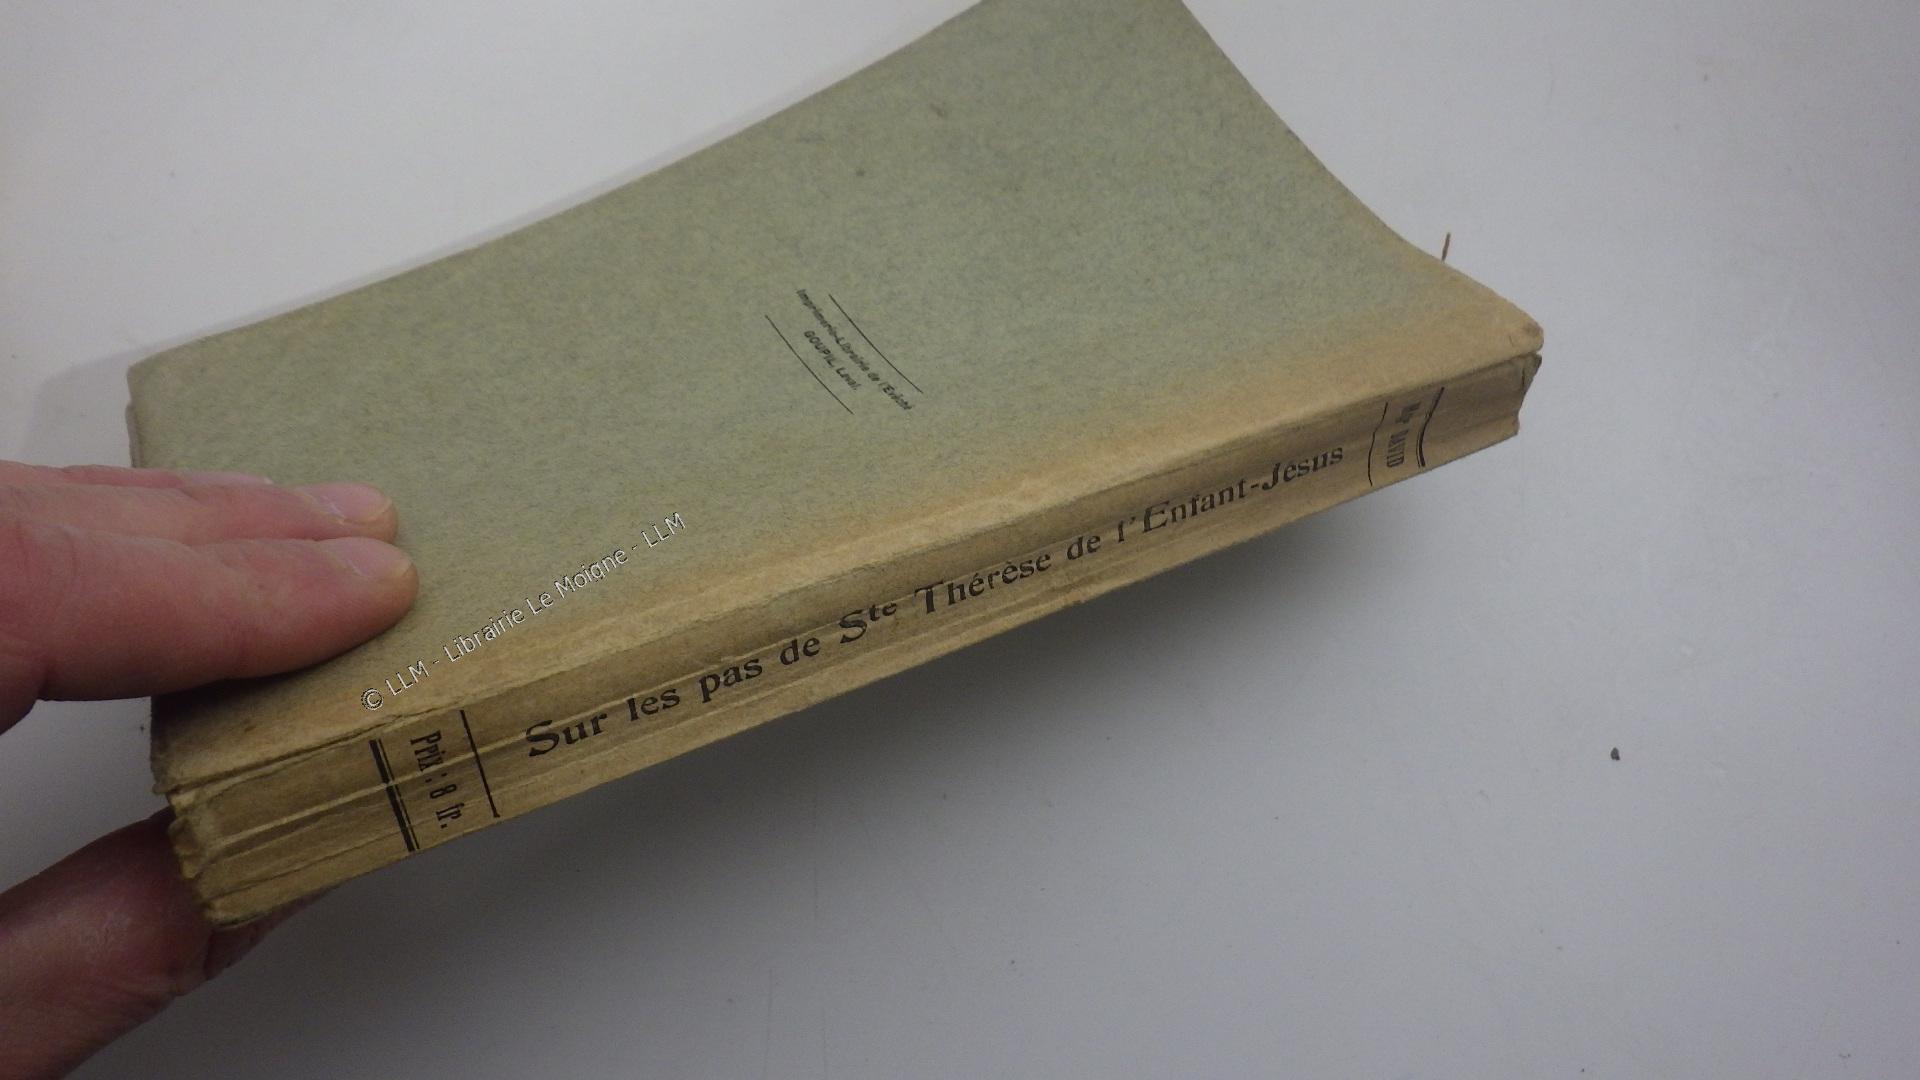 Imprimerie-Librairie de l'Evêché
GOUPIL, Laval.
© LLM - Librairie Le Moigne - LLM
Prix : 8 fr.
Sur les pas de Ste Thérèse de l'Enfant-Jésus
Mgr